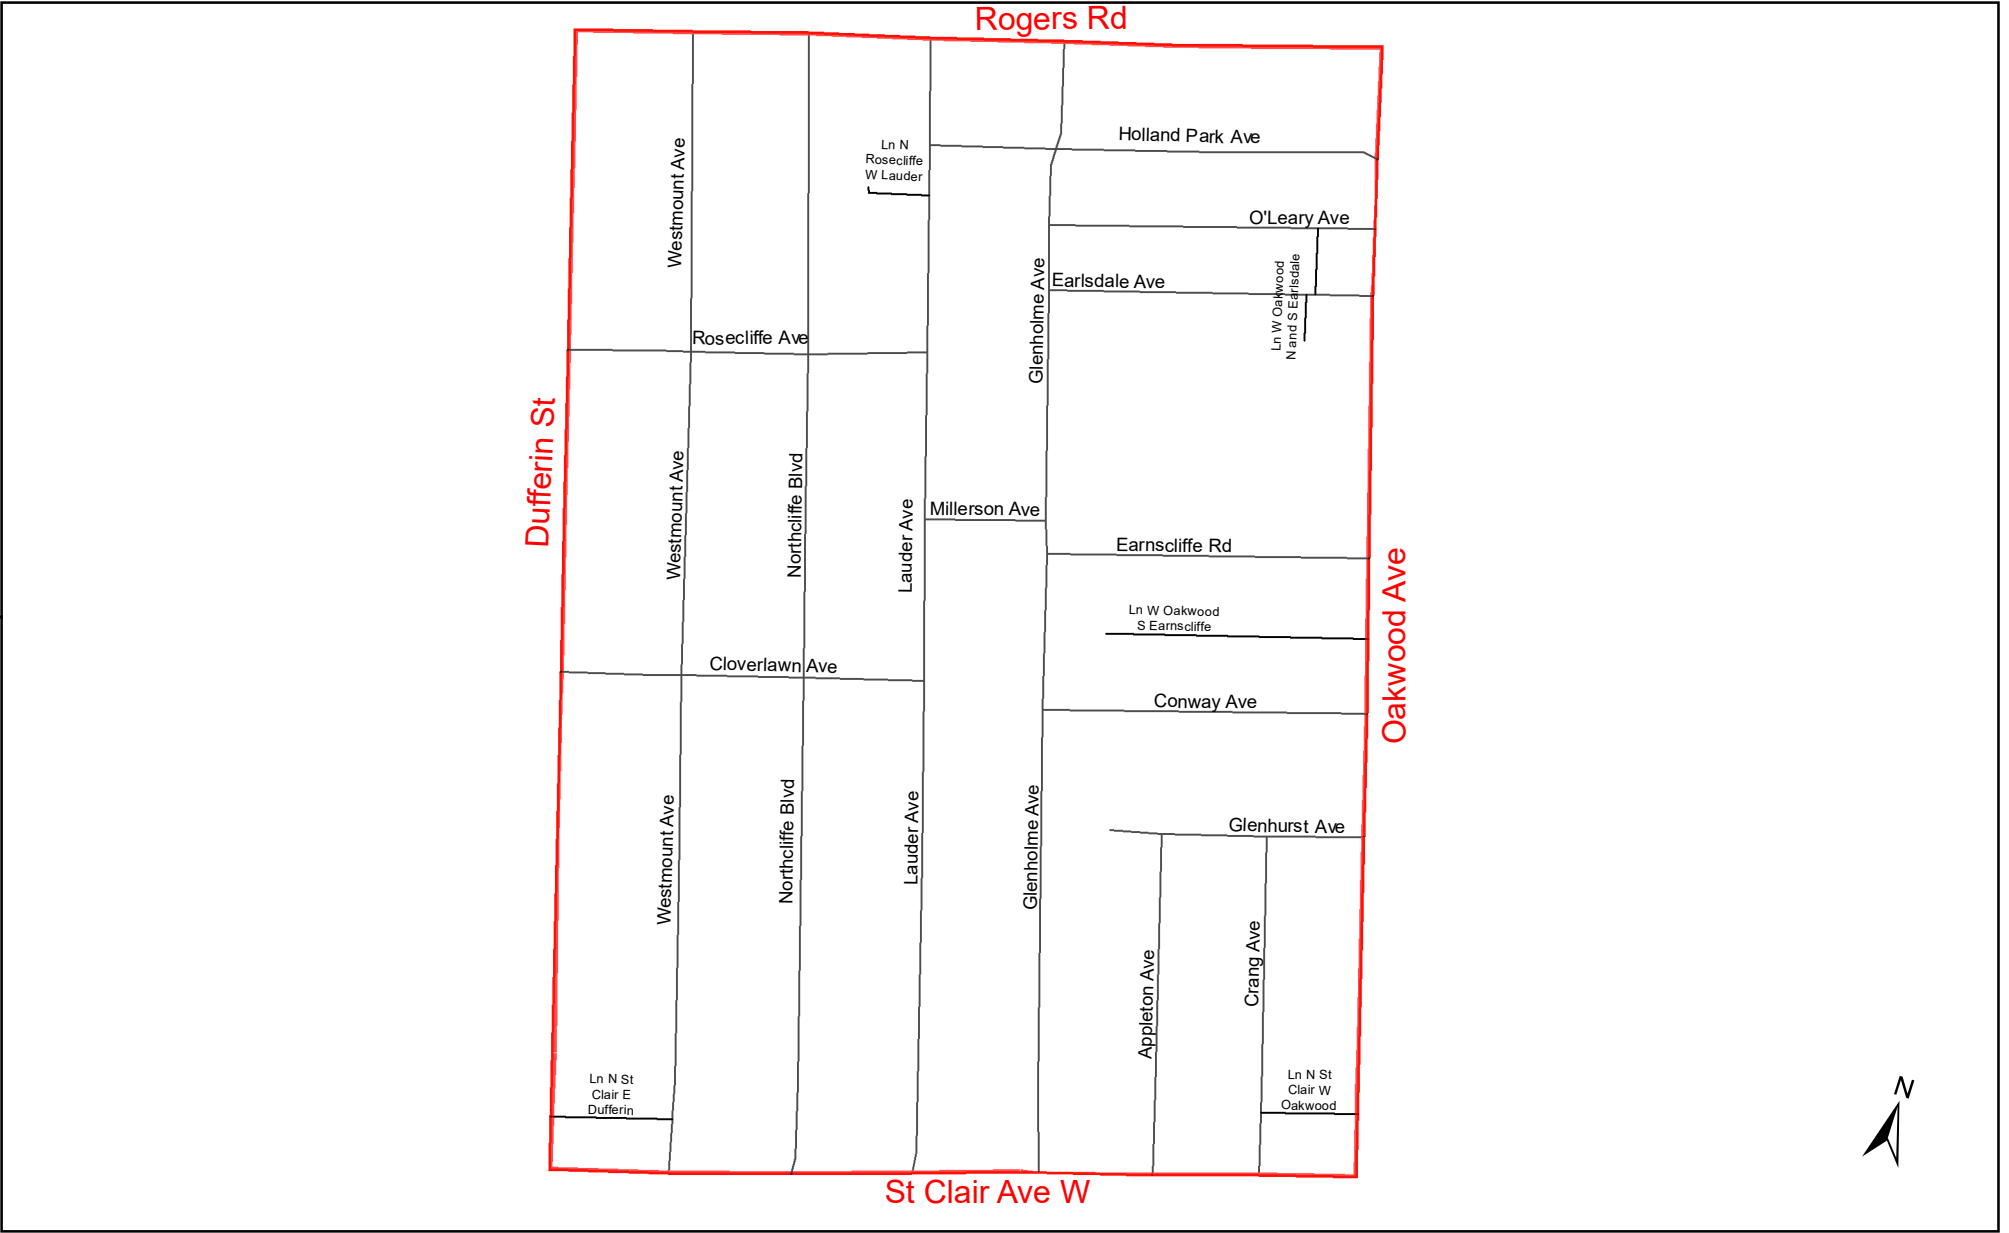 Rogers Rd
Holland Park Ave
Ln N
Rosecliffe
W Lauder
Westmount Ave
O'Leary Ave
Glenholme Ave
Earlsdale Ave
Ln W Oakwood
N and S Earlsdale
Rosecliffe Ave
Dufferin St
Westmount Ave
Northcliffe Blvd
Lauder Ave
Millerson Ave
Earnscliffe Rd
Oakwood Ave
Ln W Oakwood
S Earnscliffe
Cloverlawn Ave
Conway Ave
Westmount Ave
Northcliffe Blvd
Lauder Ave
Glenholme Ave
Glenhurst Ave
Appleton Ave
Crang Ave
Ln N St
Clair E
Dufferin
Ln N St
Clair W
Oakwood
N
St Clair Ave W